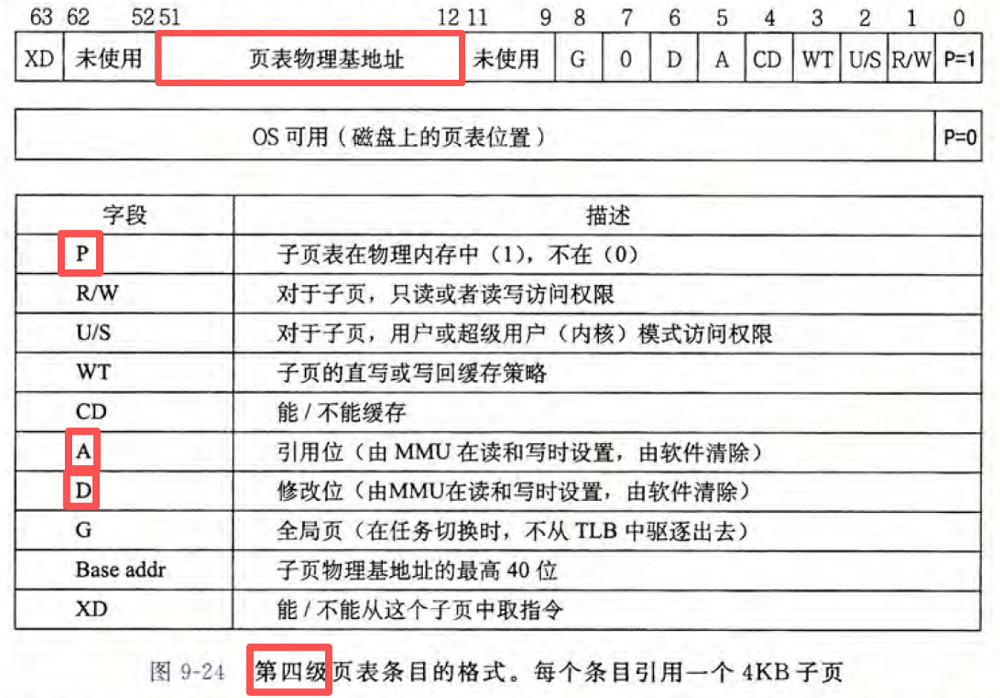 63 62 52 51 12 11 9 8 7 6 5 4 3 2 1 0
XD 未使用 页表物理基地址 未使用 G 0 D A CD WT U/S R/W P=1
OS 可用（磁盘上的页表位置） P=0
字段 描述
P 子页表在物理内存中（1），不在（0）
R/W 对于子页，只读或者读写访问权限
U/S 对于子页，用户或超级用户（内核）模式访问权限
WT 子页的直写或写回缓存策略
CD 能 / 不能缓存
A 引用位（由 MMU 在读和写时设置，由软件清除）
D 修改位（由MMU在读和写时设置，由软件清除）
G 全局页（在任务切换时，不从 TLB 中驱逐出去）
Base addr 子页物理基地址的最高 40 位
XD 能 / 不能从这个子页中取指令
图 9-24 第四级页表条目的格式。每个条目引用一个 4KB 子页